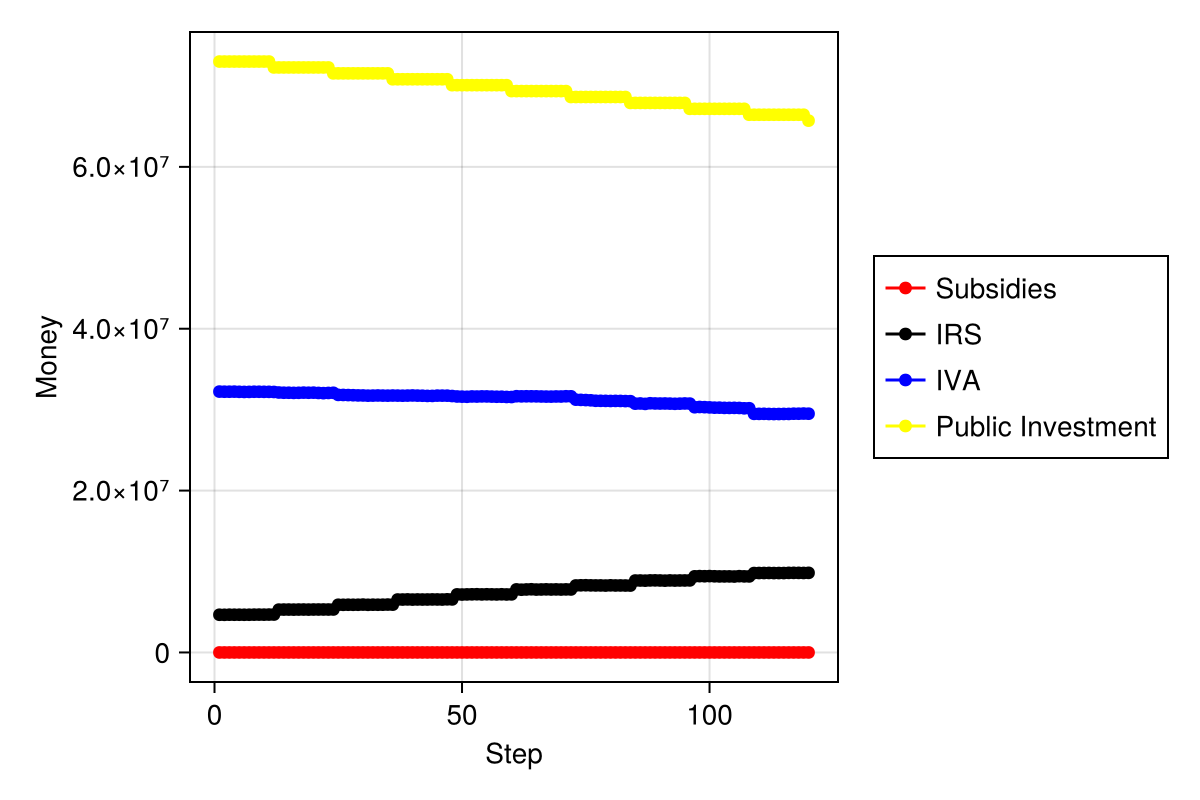 6.0×10⁷
4.0×10⁷
2.0×10⁷
0
Money
0 50 100
Step
Subsidies
IRS
IVA
Public Investment